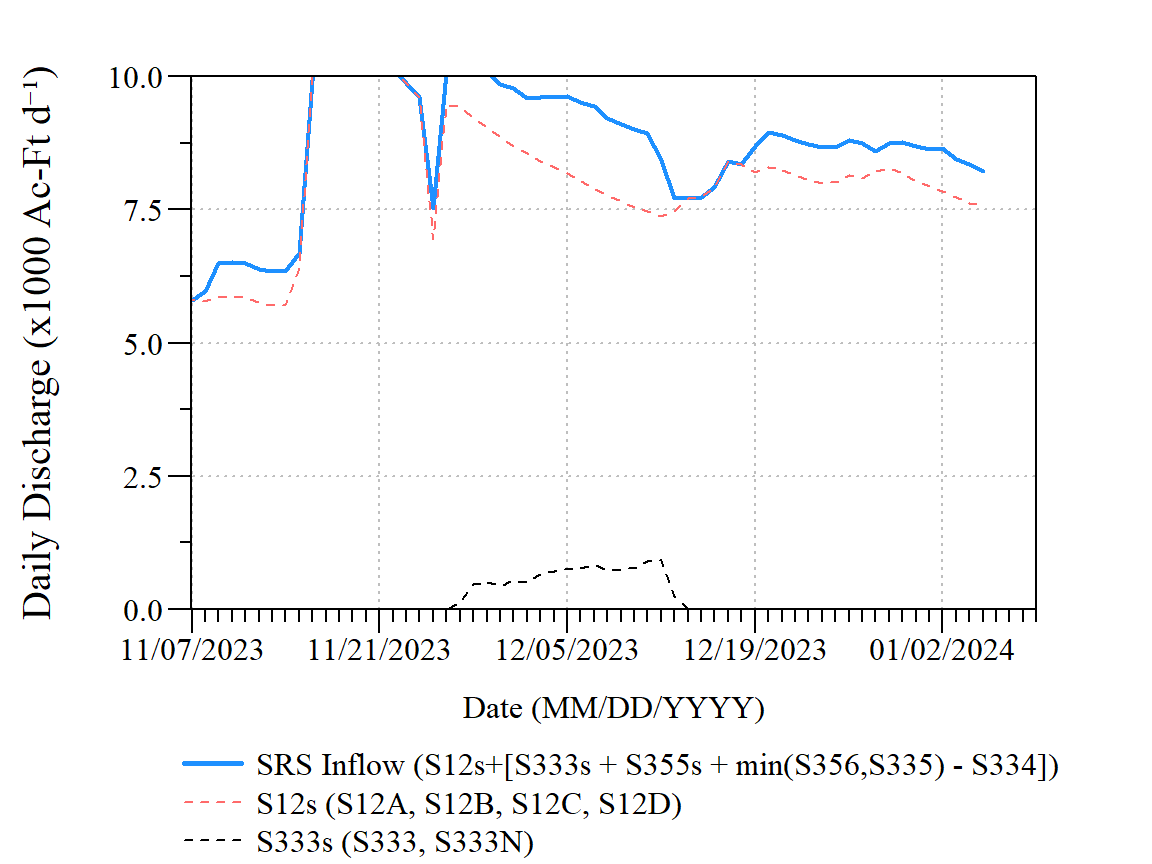 Daily Discharge (x1000 Ac-Ft d⁻¹)
10.0
7.5
5.0
2.5
0.0
11/07/2023 11/21/2023 12/05/2023 12/19/2023 01/02/2024
Date (MM/DD/YYYY)
SRS Inflow (S12s+[S333s + S355s + min(S356,S335) - S334])
S12s (S12A, S12B, S12C, S12D)
S333s (S333, S333N)